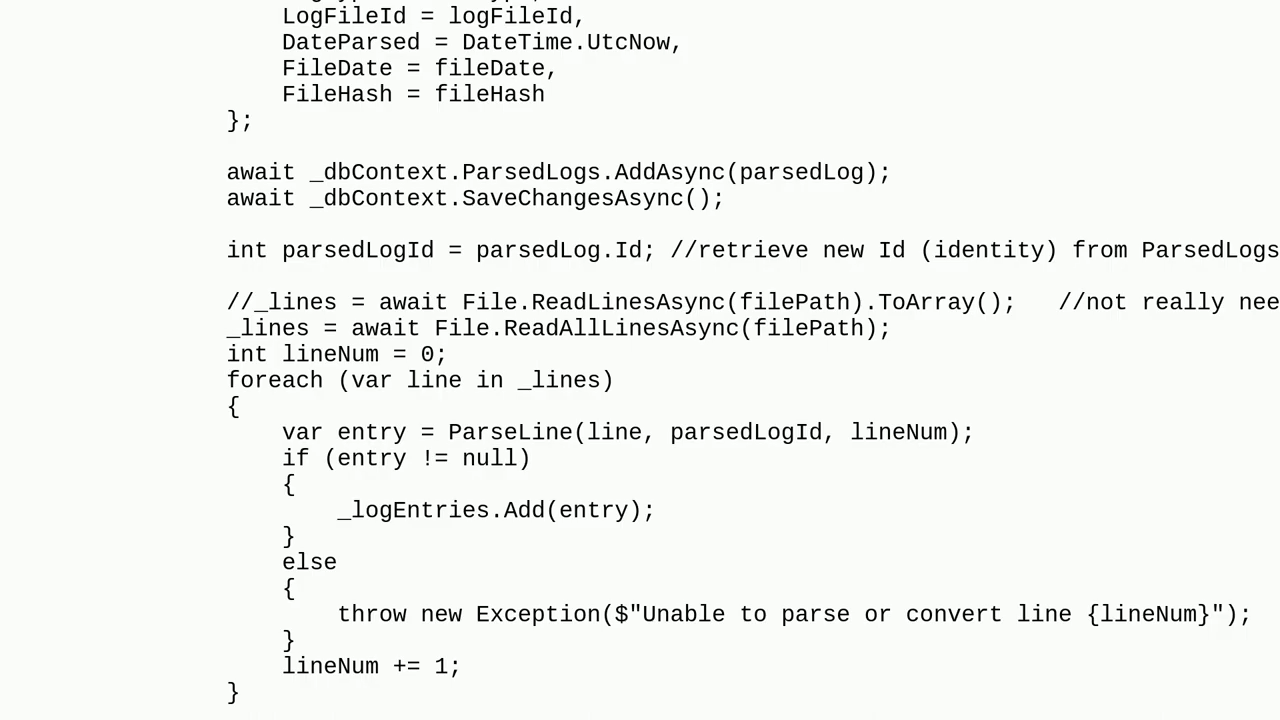 LogFileId = logFileId,
DateParsed = DateTime.UtcNow,
FileDate = fileDate,
FileHash = fileHash
};
await _dbContext.ParsedLogs.AddAsync(parsedLog);
await _dbContext.SaveChangesAsync();
int parsedLogId = parsedLog.Id; //retrieve new Id (identity) from ParsedLogs
//_lines = await File.ReadLinesAsync(filePath).ToArray();   //not really nee
_lines = await File.ReadAllLinesAsync(filePath);
int lineNum = 0;
foreach (var line in _lines)
{
var entry = ParseLine(line, parsedLogId, lineNum);
if (entry != null)
{
_logEntries.Add(entry);
}
else
{
throw new Exception($"Unable to parse or convert line {lineNum}");
}
lineNum += 1;
}